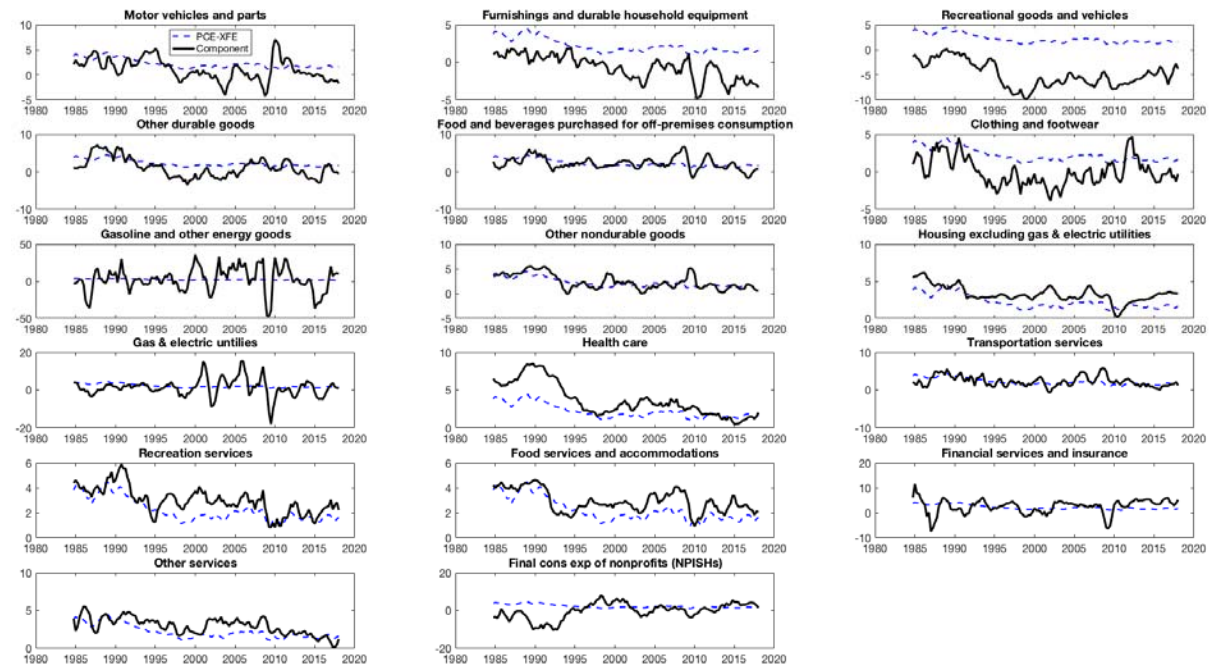 Motor vehicles and parts
10
5
0
-5
PCE-XFE
Component
1980 1985 1990 1995 2000 2005 2010 2015 2020
Furnishings and durable household equipment
5
0
-5
1980 1985 1990 1995 2000 2005 2010 2015 2020
Recreational goods and vehicles
5
0
-5
-10
1980 1985 1990 1995 2000 2005 2010 2015 2020
Other durable goods
10
0
-10
1980 1985 1990 1995 2000 2005 2010 2015 2020
Food and beverages purchased for off-premises consumption
10
0
-10
1980 1985 1990 1995 2000 2005 2010 2015 2020
Clothing and footwear
5
0
-5
1980 1985 1990 1995 2000 2005 2010 2015 2020
Gasoline and other energy goods
50
0
-50
1980 1985 1990 1995 2000 2005 2010 2015 2020
Other nondurable goods
10
5
0
-5
1980 1985 1990 1995 2000 2005 2010 2015 2020
Housing excluding gas & electric utilities
10
5
0
1980 1985 1990 1995 2000 2005 2010 2015 2020
Gas & electric untilies
20
0
-20
1980 1985 1990 1995 2000 2005 2010 2015 2020
Health care
10
5
0
1980 1985 1990 1995 2000 2005 2010 2015 2020
Transportation services
10
0
-10
1980 1985 1990 1995 2000 2005 2010 2015 2020
Recreation services
6
4
2
0
1980 1985 1990 1995 2000 2005 2010 2015 2020
Food services and accommodations
6
4
2
0
1980 1985 1990 1995 2000 2005 2010 2015 2020
Financial services and insurance
20
10
0
-10
1980 1985 1990 1995 2000 2005 2010 2015 2020
Other services
10
5
0
1980 1985 1990 1995 2000 2005 2010 2015 2020
Final cons exp of nonprofits (NPISHs)
20
0
-20
1980 1985 1990 1995 2000 2005 2010 2015 2020